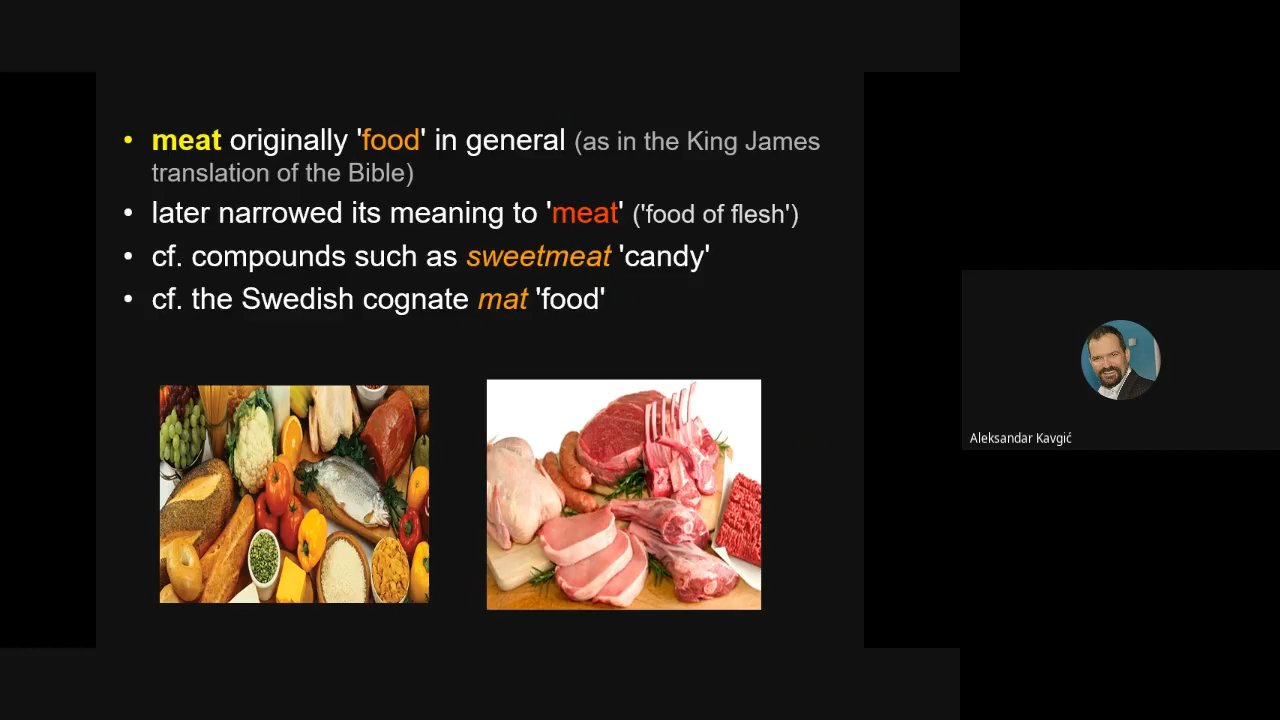 • meat originally 'food' in general (as in the King James
translation of the Bible)
• later narrowed its meaning to 'meat' ('food of flesh')
• cf. compounds such as sweetmeat 'candy'
• cf. the Swedish cognate mat 'food'
Aleksandar Kavgić